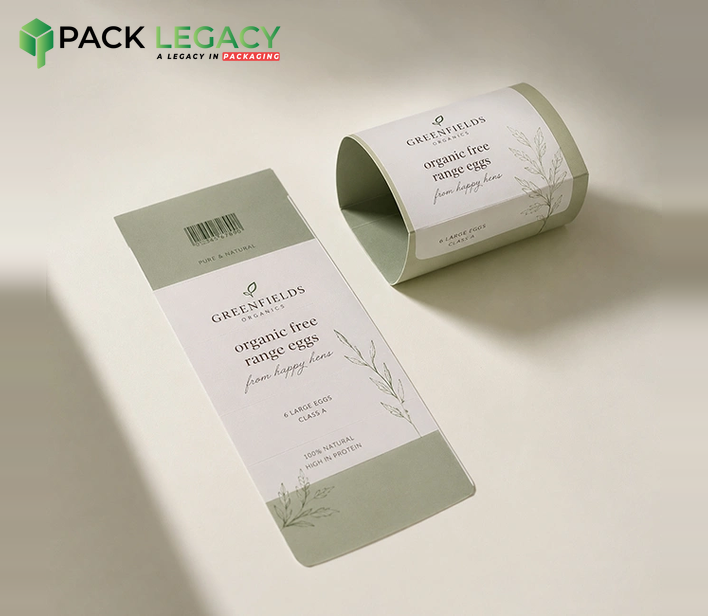 PACK LEGACY
A LEGACY IN PACKAGING
GREENFIELDS
ORGANICS
organic free
range eggs
from happy hens
6 LARGE EGGS
CLASS A
PURE & NATURAL
GREENFIELDS
ORGANICS
organic free
range eggs
from happy hens
6 LARGE EGGS
CLASS A
100% NATURAL
HIGH IN PROTEIN